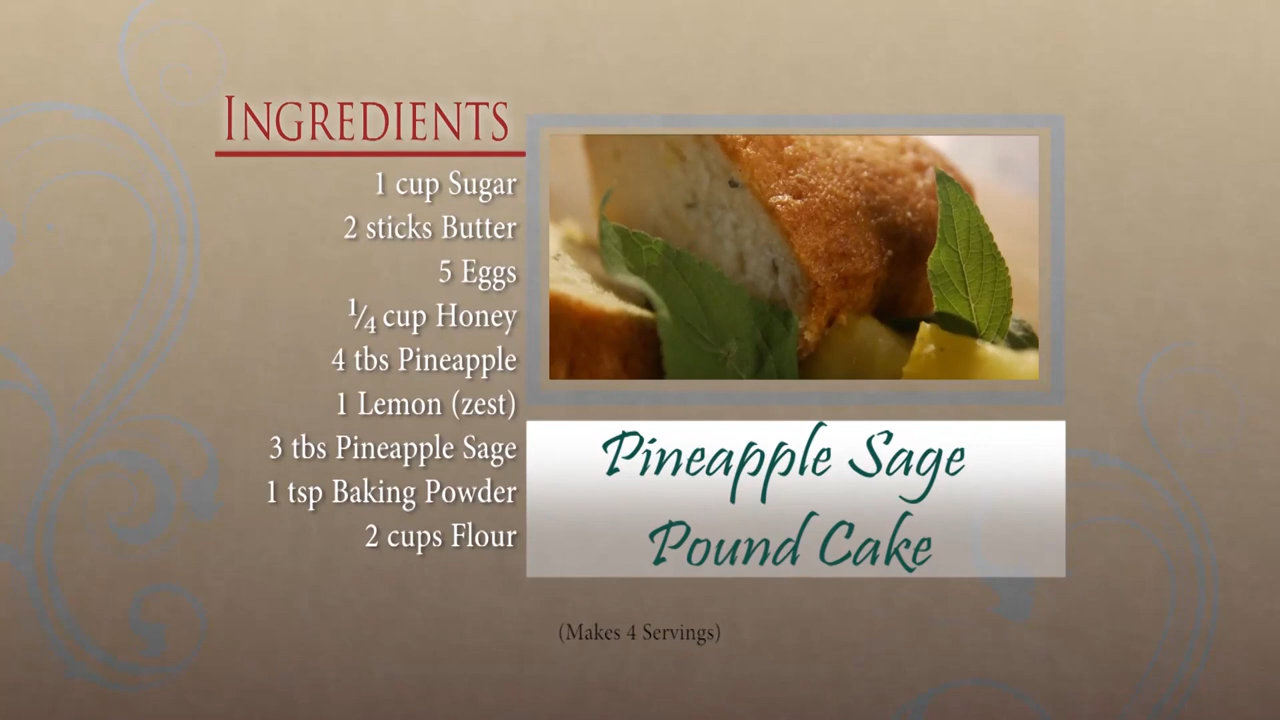 INGREDIENTS
1 cup Sugar
2 sticks Butter
5 Eggs
¼ cup Honey
4 tbs Pineapple
1 Lemon (zest)
3 tbs Pineapple Sage
1 tsp Baking Powder
2 cups Flour
Pineapple Sage
Pound Cake
(Makes 4 Servings)